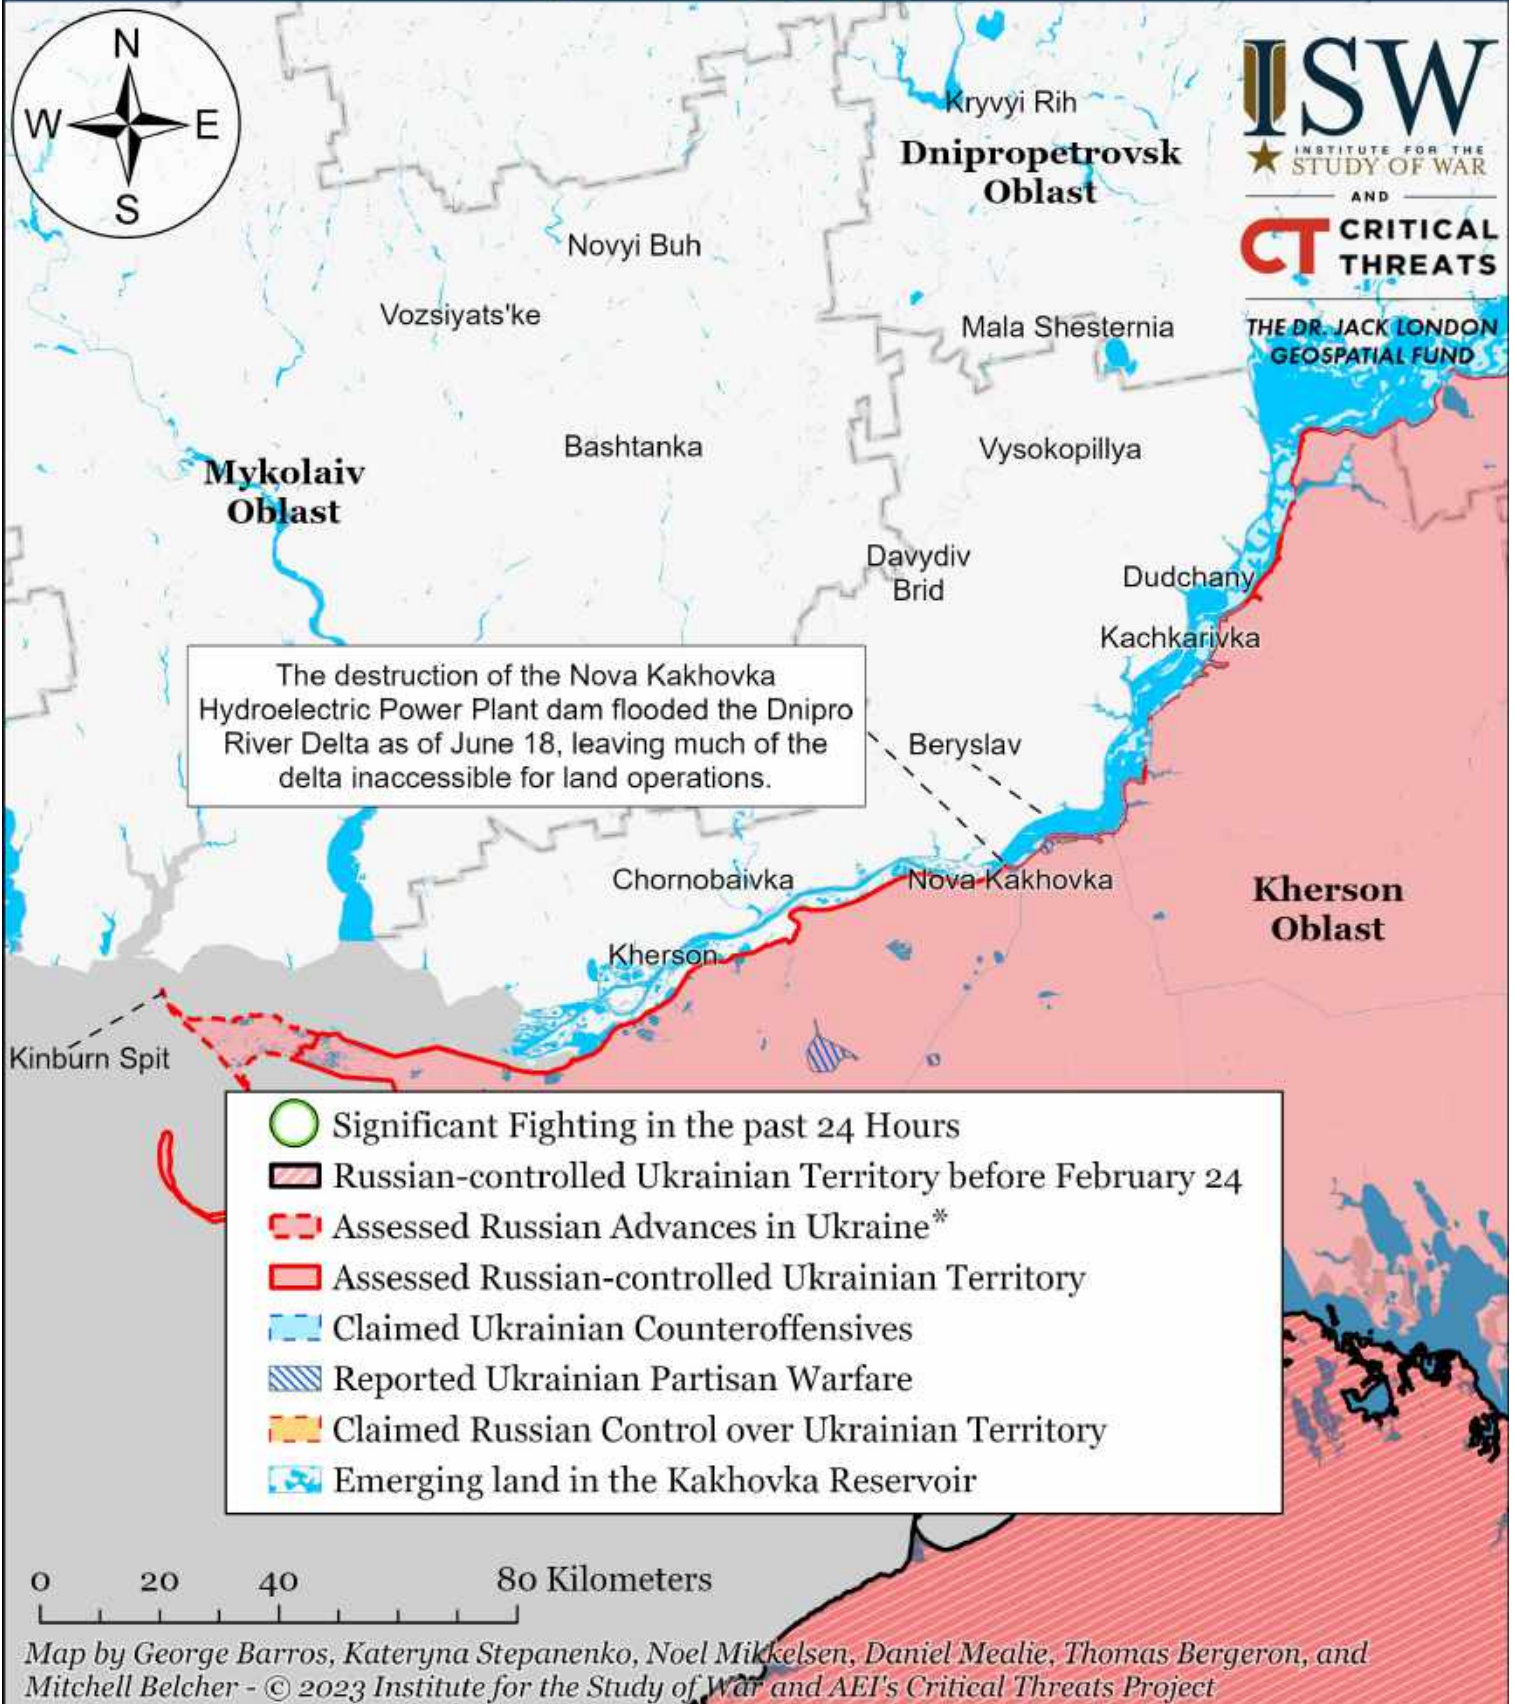 N
W
E
S
ISW
INSTITUTE FOR THE
STUDY OF WAR
AND
CT CRITICAL
THREATS
THE DR. JACK LONDON
GEOSPATIAL FUND
Kryvyi Rih
Dnipropetrovsk
Oblast
Novyi Buh
Vozsiyats'ke
Mala Shesternia
Bashtanka
Vysokopillya
Mykolaiv
Oblast
Davydiv
Brid
Dudchany
Kachkarivka
The destruction of the Nova Kakhovka
Hydroelectric Power Plant dam flooded the Dnipro
River Delta as of June 18, leaving much of the
delta inaccessible for land operations.
Beryslav
Chornobaivka
Nova Kakhovka
Kherson
Oblast
Kherson
Kinburn Spit
Significant Fighting in the past 24 Hours
Russian-controlled Ukrainian Territory before February 24
Assessed Russian Advances in Ukraine*
Assessed Russian-controlled Ukrainian Territory
Claimed Ukrainian Counteroffensives
Reported Ukrainian Partisan Warfare
Claimed Russian Control over Ukrainian Territory
Emerging land in the Kakhovka Reservoir
0 20 40 80 Kilometers
Map by George Barros, Kateryna Stepanenko, Noel Mikkelsen, Daniel Mealie, Thomas Bergeron, and
Mitchell Belcher - © 2023 Institute for the Study of War and AEI's Critical Threats Project